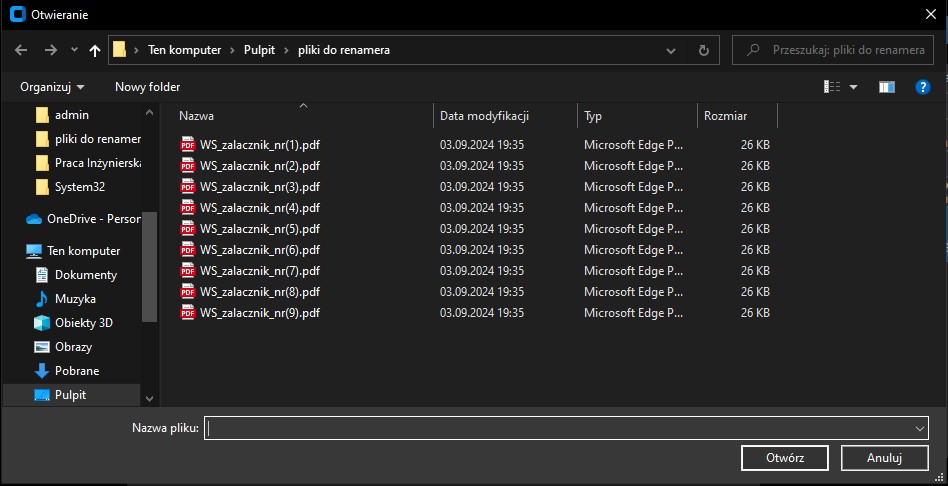 Otwieranie
Ten komputer > Pulpit > pliki do renamera
Przeszukaj: pliki do renamera
Organizuj
New folder
admin
pliki do renamer
Praca Inżynierska
System32
OneDrive - Person
Ten komputer
Dokumenty
Muzyka
Obiekty 3D
Obrazy
Pobrane
Pulpit
Nazwa Data modyfikacji Typ Rozmiar
WS_zalacznik_nr(1).pdf 03.09.2024 19:35 Microsoft Edge P... 26 KB
WS_zalacznik_nr(2).pdf 03.09.2024 19:35 Microsoft Edge P... 26 KB
WS_zalacznik_nr(3).pdf 03.09.2024 19:35 Microsoft Edge P... 26 KB
WS_zalacznik_nr(4).pdf 03.09.2024 19:35 Microsoft Edge P... 26 KB
WS_zalacznik_nr(5).pdf 03.09.2024 19:35 Microsoft Edge P... 26 KB
WS_zalacznik_nr(6).pdf 03.09.2024 19:35 Microsoft Edge P... 26 KB
WS_zalacznik_nr(7).pdf 03.09.2024 19:35 Microsoft Edge P... 26 KB
WS_zalacznik_nr(8).pdf 03.09.2024 19:35 Microsoft Edge P... 26 KB
WS_zalacznik_nr(9).pdf 03.09.2024 19:35 Microsoft Edge P... 26 KB
Nazwa pliku:
Otwórz Anuluj